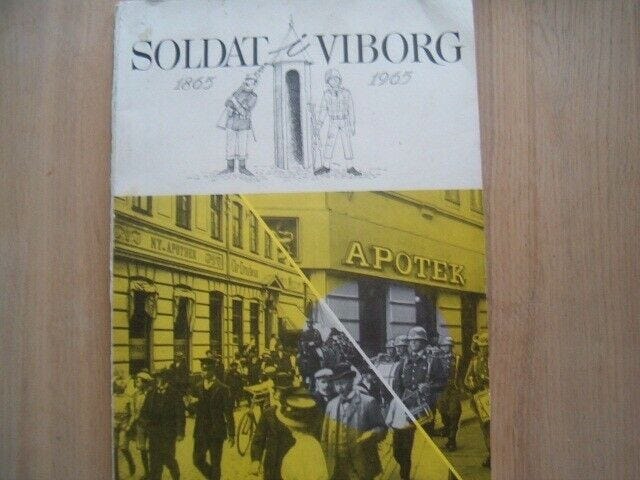 SOLDAT i VIBORG
1865 1965
NY-APOTHEK
APOTEK